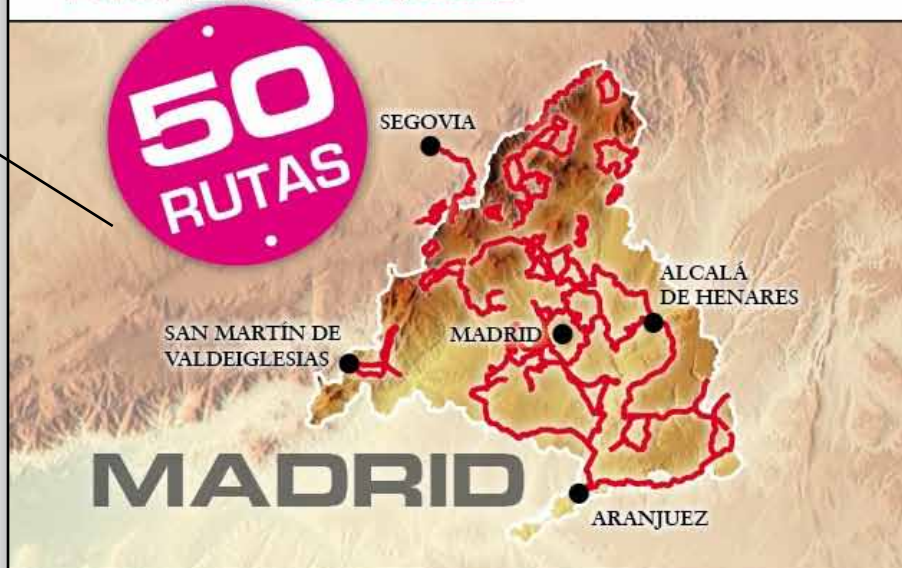 50
RUTAS
SEGOVIA
ALCALÁ
DE HENARES
MADRID
SAN MARTÍN DE
VALDEIGLESIAS
MADRID
ARANJUEZ